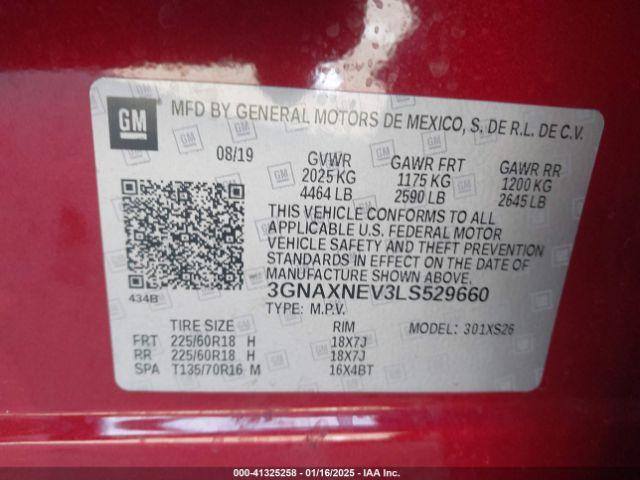 GM
MFD BY GENERAL MOTORS DE MEXICO, S. DE R.L. DE C.V.
08/19
GVWR GAWR FRT GAWR RR
2025 KG 1175 KG 1200 KG
4464 LB 2590 LB 2645 LB
THIS VEHICLE CONFORMS TO ALL
APPLICABLE U.S. FEDERAL MOTOR
VEHICLE SAFETY AND THEFT PREVENTION
STANDARDS IN EFFECT ON THE DATE OF
MANUFACTURE SHOWN ABOVE.
434B
3GNAXNEV3LS529660
TYPE: M.P.V.
TIRE SIZE RIM MODEL: 301XS26
FRT 225/60R18 H 18X7J
RR 225/60R18 H 18X7J
SPA T135/70R16 M 16X4BT
000-41325258 - 01/16/2025 - IAA Inc.